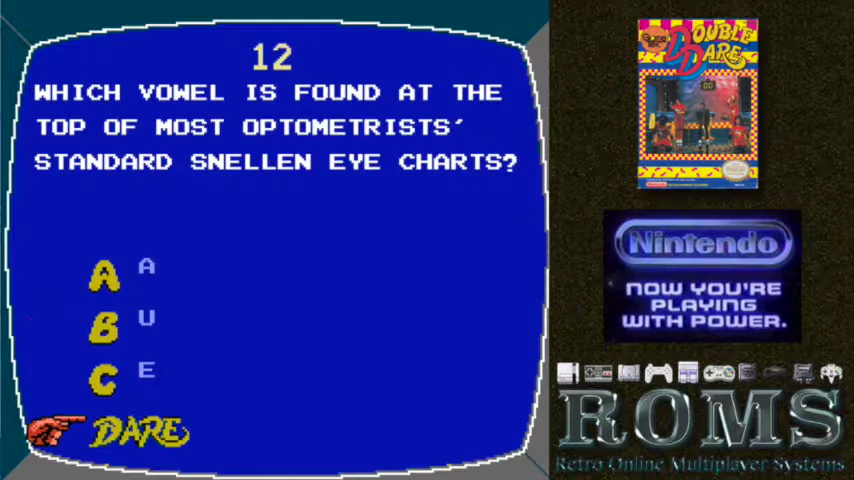 12
WHICH VOWEL IS FOUND AT THE
TOP OF MOST OPTOMETRISTS'
STANDARD SNELLEN EYE CHARTS?
A A
B U
C E
DARE
DOUBLE
DARE
Nintendo
NOW YOU'RE
PLAYING
WITH POWER.
ROMS
Retro Online Multiplayer Systems